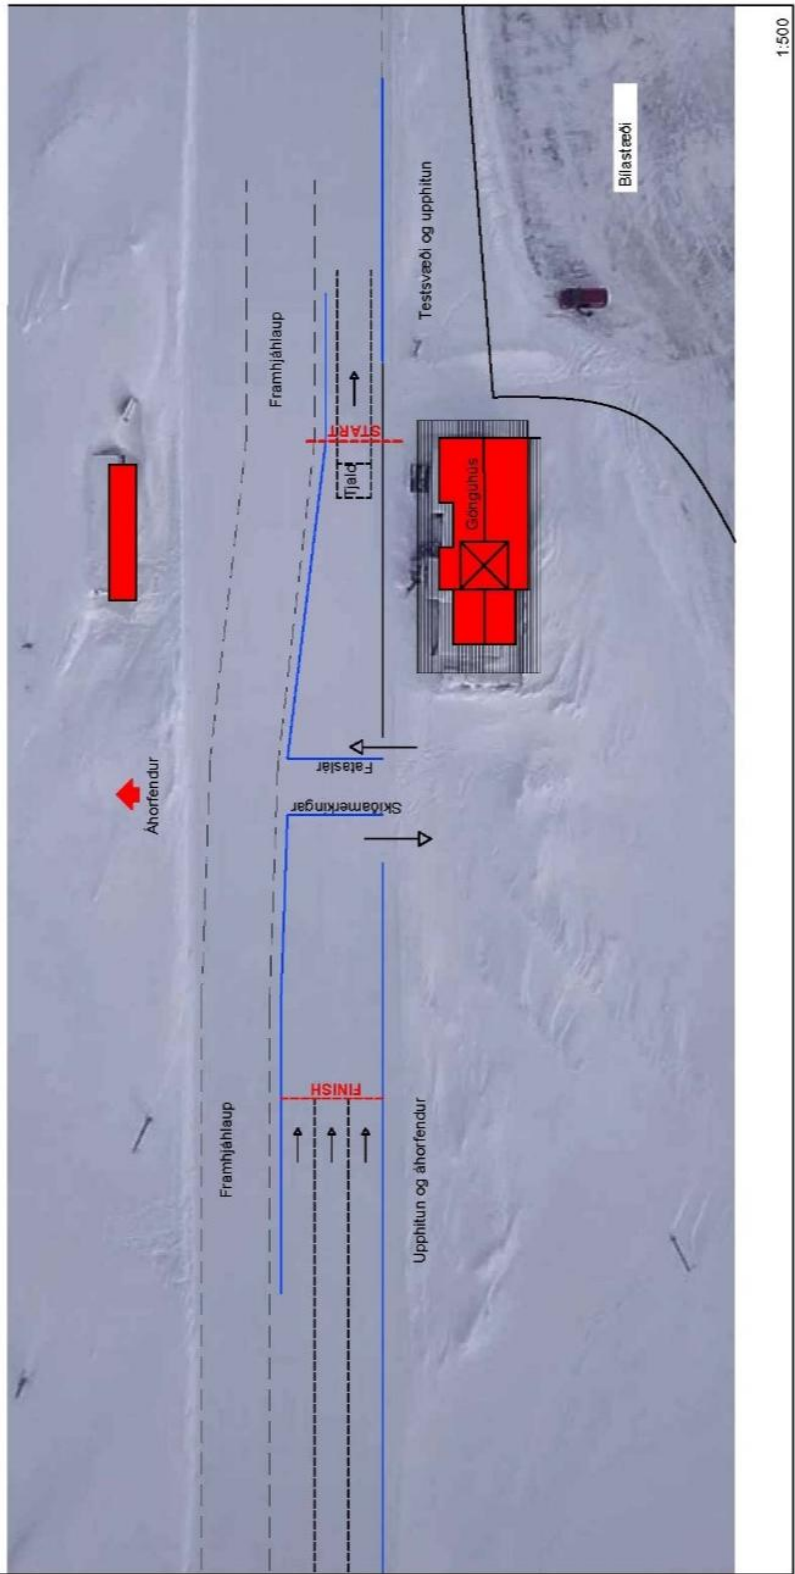 1:500
Bílastæði
Testsvæði og upphitun
Framhjáhlaup
START
Tjald
Gönguhús
Áhorfendur
Fataslár
Skíðamerkingar
FINISH
Framhjáhlaup
Upphitun og áhorfendur